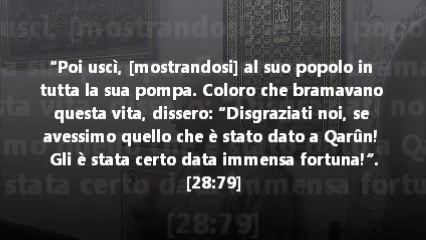 “Poi uscì, [mostrandosi] al suo popolo in
tutta la sua pompa. Coloro che bramavano
questa vita, dissero: “Disgraziati noi, se
avessimo quello che è stato dato a Qarûn!
Gli è stata certo data immensa fortuna!”.
[28:79]